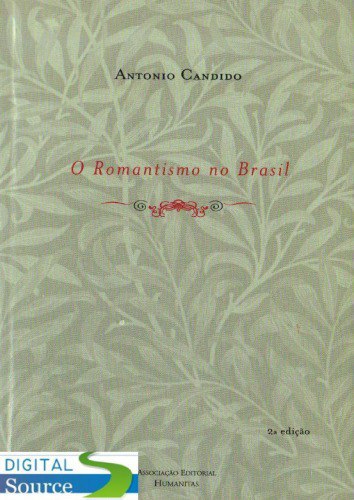 ANTONIO CANDIDO
O Romantismo no Brasil
2a edição
ASSOCIAÇÃO EDITORIAL
HUMANITAS
DIGITAL
Source